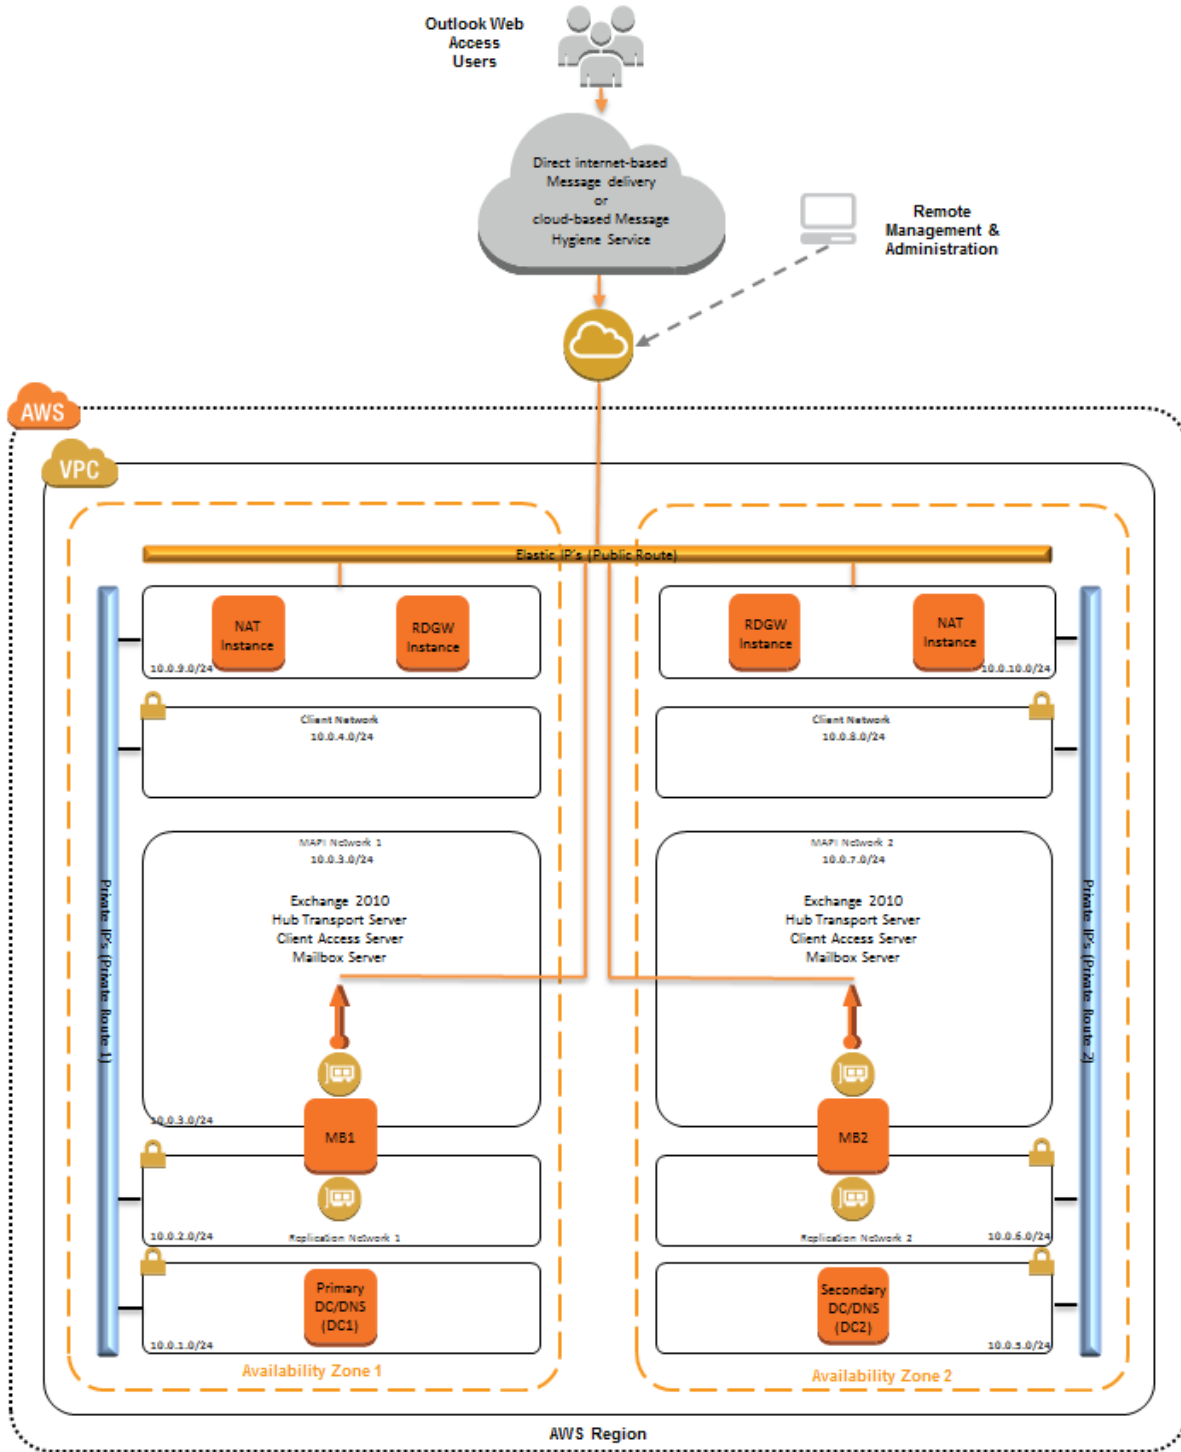 Outlook Web
Access
Users
Direct internet-based
Message delivery
or
cloud-based Message
Hygiene Service
Remote
Management &
Administration
AWS
VPC
Elastic IP's (Public Route)
NAT
Instance
RDGW
Instance
10.0.9.0/24
RDGW
Instance
NAT
Instance
10.0.10.0/24
Client Network
10.0.4.0/24
Client Network
10.0.8.0/24
Private IP's (Private Route 1)
MAPI Network 1
10.0.3.0/24
Exchange 2010
Hub Transport Server
Client Access Server
Mailbox Server
MB1
10.0.3.0/24
MAPI Network 2
10.0.7.0/24
Exchange 2010
Hub Transport Server
Client Access Server
Mailbox Server
MB2
Private IP's (Private Route 2)
10.0.2.0/24
Replication Network 1
Replication Network 2
10.0.6.0/24
Primary
DC/DNS
(DC1)
10.0.1.0/24
Secondary
DC/DNS
(DC2)
10.0.5.0/24
Availability Zone 1
Availability Zone 2
AWS Region